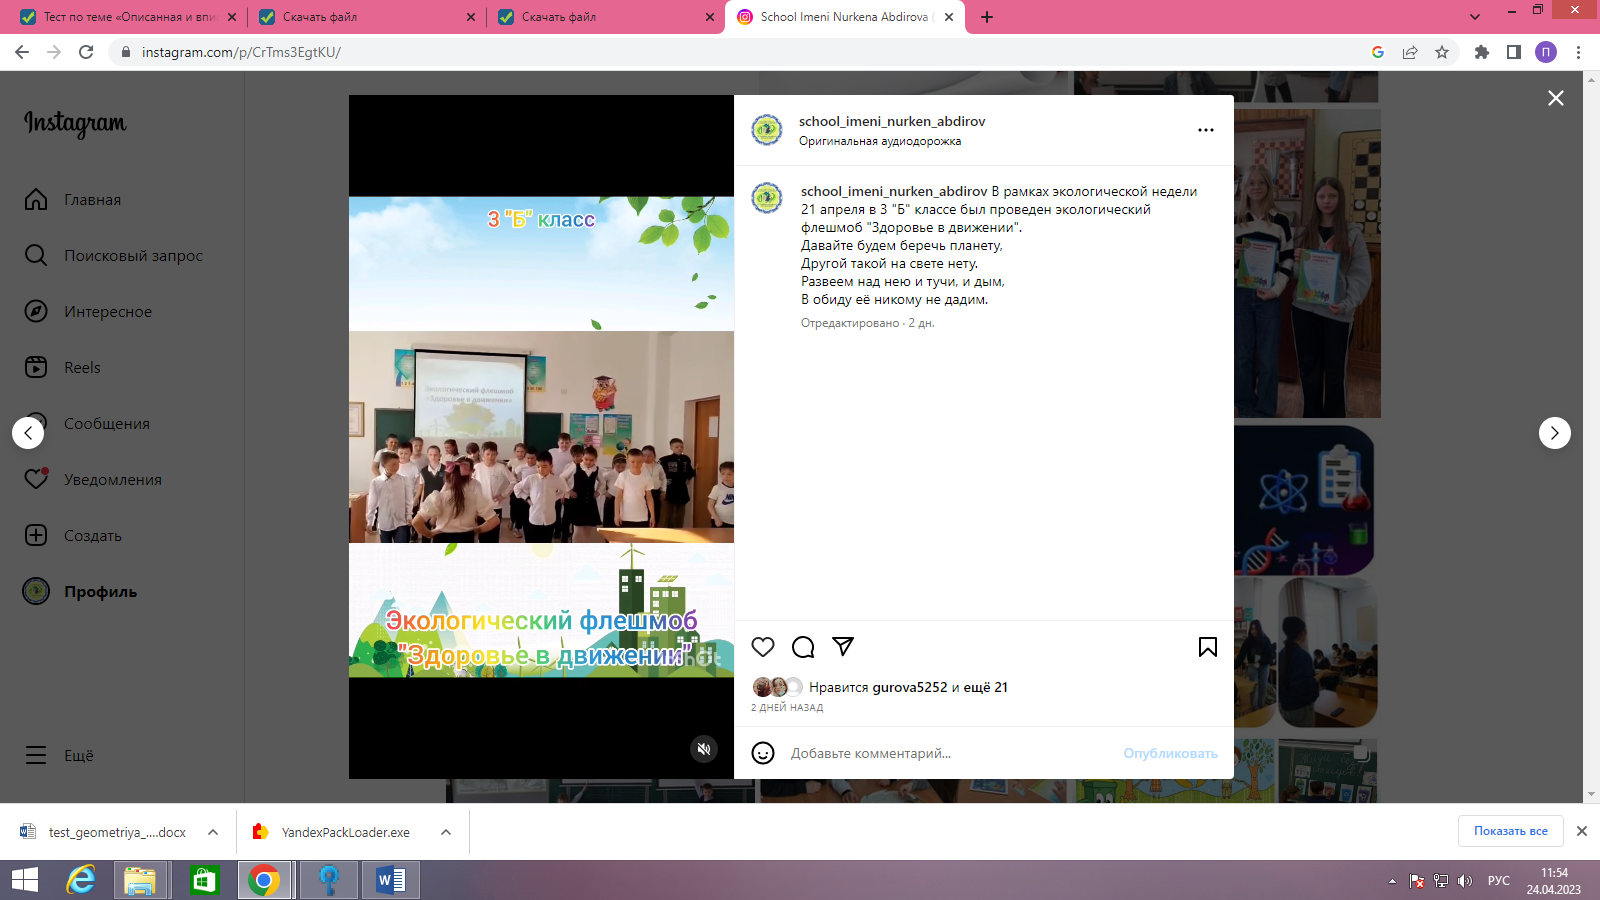 Тест по теме «Описанная и впи
Скачать файл
Скачать файл
School Imeni Nurkena Abdirova (
instagram.com/p/CrTms3EgtKU/
П
Instagram
Главная
Поисковый запрос
Интересное
Reels
Сообщения
Уведомления
Создать
Профиль
Ещё
3 "Б" класс
Экологический флешмоб
«Здоровье в движении»
Экологический флешмоб
"Здоровье в движении"
school_imeni_nurken_abdirov
Оригинальная аудиодорожка
school_imeni_nurken_abdirov В рамках экологической недели
21 апреля в 3 "Б" классе был проведен экологический
флешмоб "Здоровье в движении".
Давайте будем беречь планету,
Другой такой на свете нету.
Развеем над нею и тучи, и дым,
В обиду её никому не дадим.
Отредактировано · 2 дн.
Нравится gurova5252 и ещё 21
2 ДНЕЙ НАЗАД
Добавьте комментарий...
Опубликовать
test_geometriya_....docx
YandexPackLoader.exe
Показать все
РУС
11:54
24.04.2023